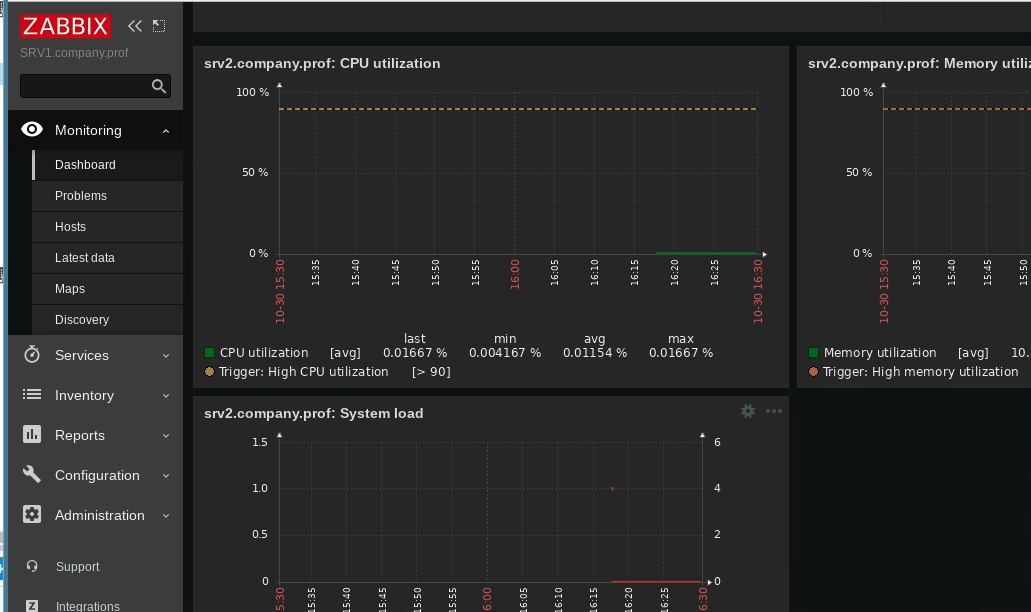 ZABBIX
SRV1.company.prof
Monitoring
Dashboard
Problems
Hosts
Latest data
Maps
Discovery
Services
Inventory
Reports
Configuration
Administration
Support
Integrations
srv2.company.prof: CPU utilization
100 %
50 %
0 %
10-30 15:30
15:35
15:40
15:45
15:50
15:55
16:00
16:05
16:10
16:15
16:20
16:25
10-30 16:30
last min avg max
CPU utilization [avg] 0.01667 % 0.004167 % 0.01154 % 0.01667 %
Trigger: High CPU utilization [> 90]
srv2.company.prof: Memory utiliz
100 %
50 %
0 %
10-30 15:30
15:35
15:40
15:45
15:50
Memory utilization [avg] 10.
Trigger: High memory utilization
srv2.company.prof: System load
1.5
1.0
0.5
0
6
4
2
0
5:30
15:35
15:40
15:45
15:50
15:55
6:00
16:05
16:10
16:15
16:20
16:25
6:30